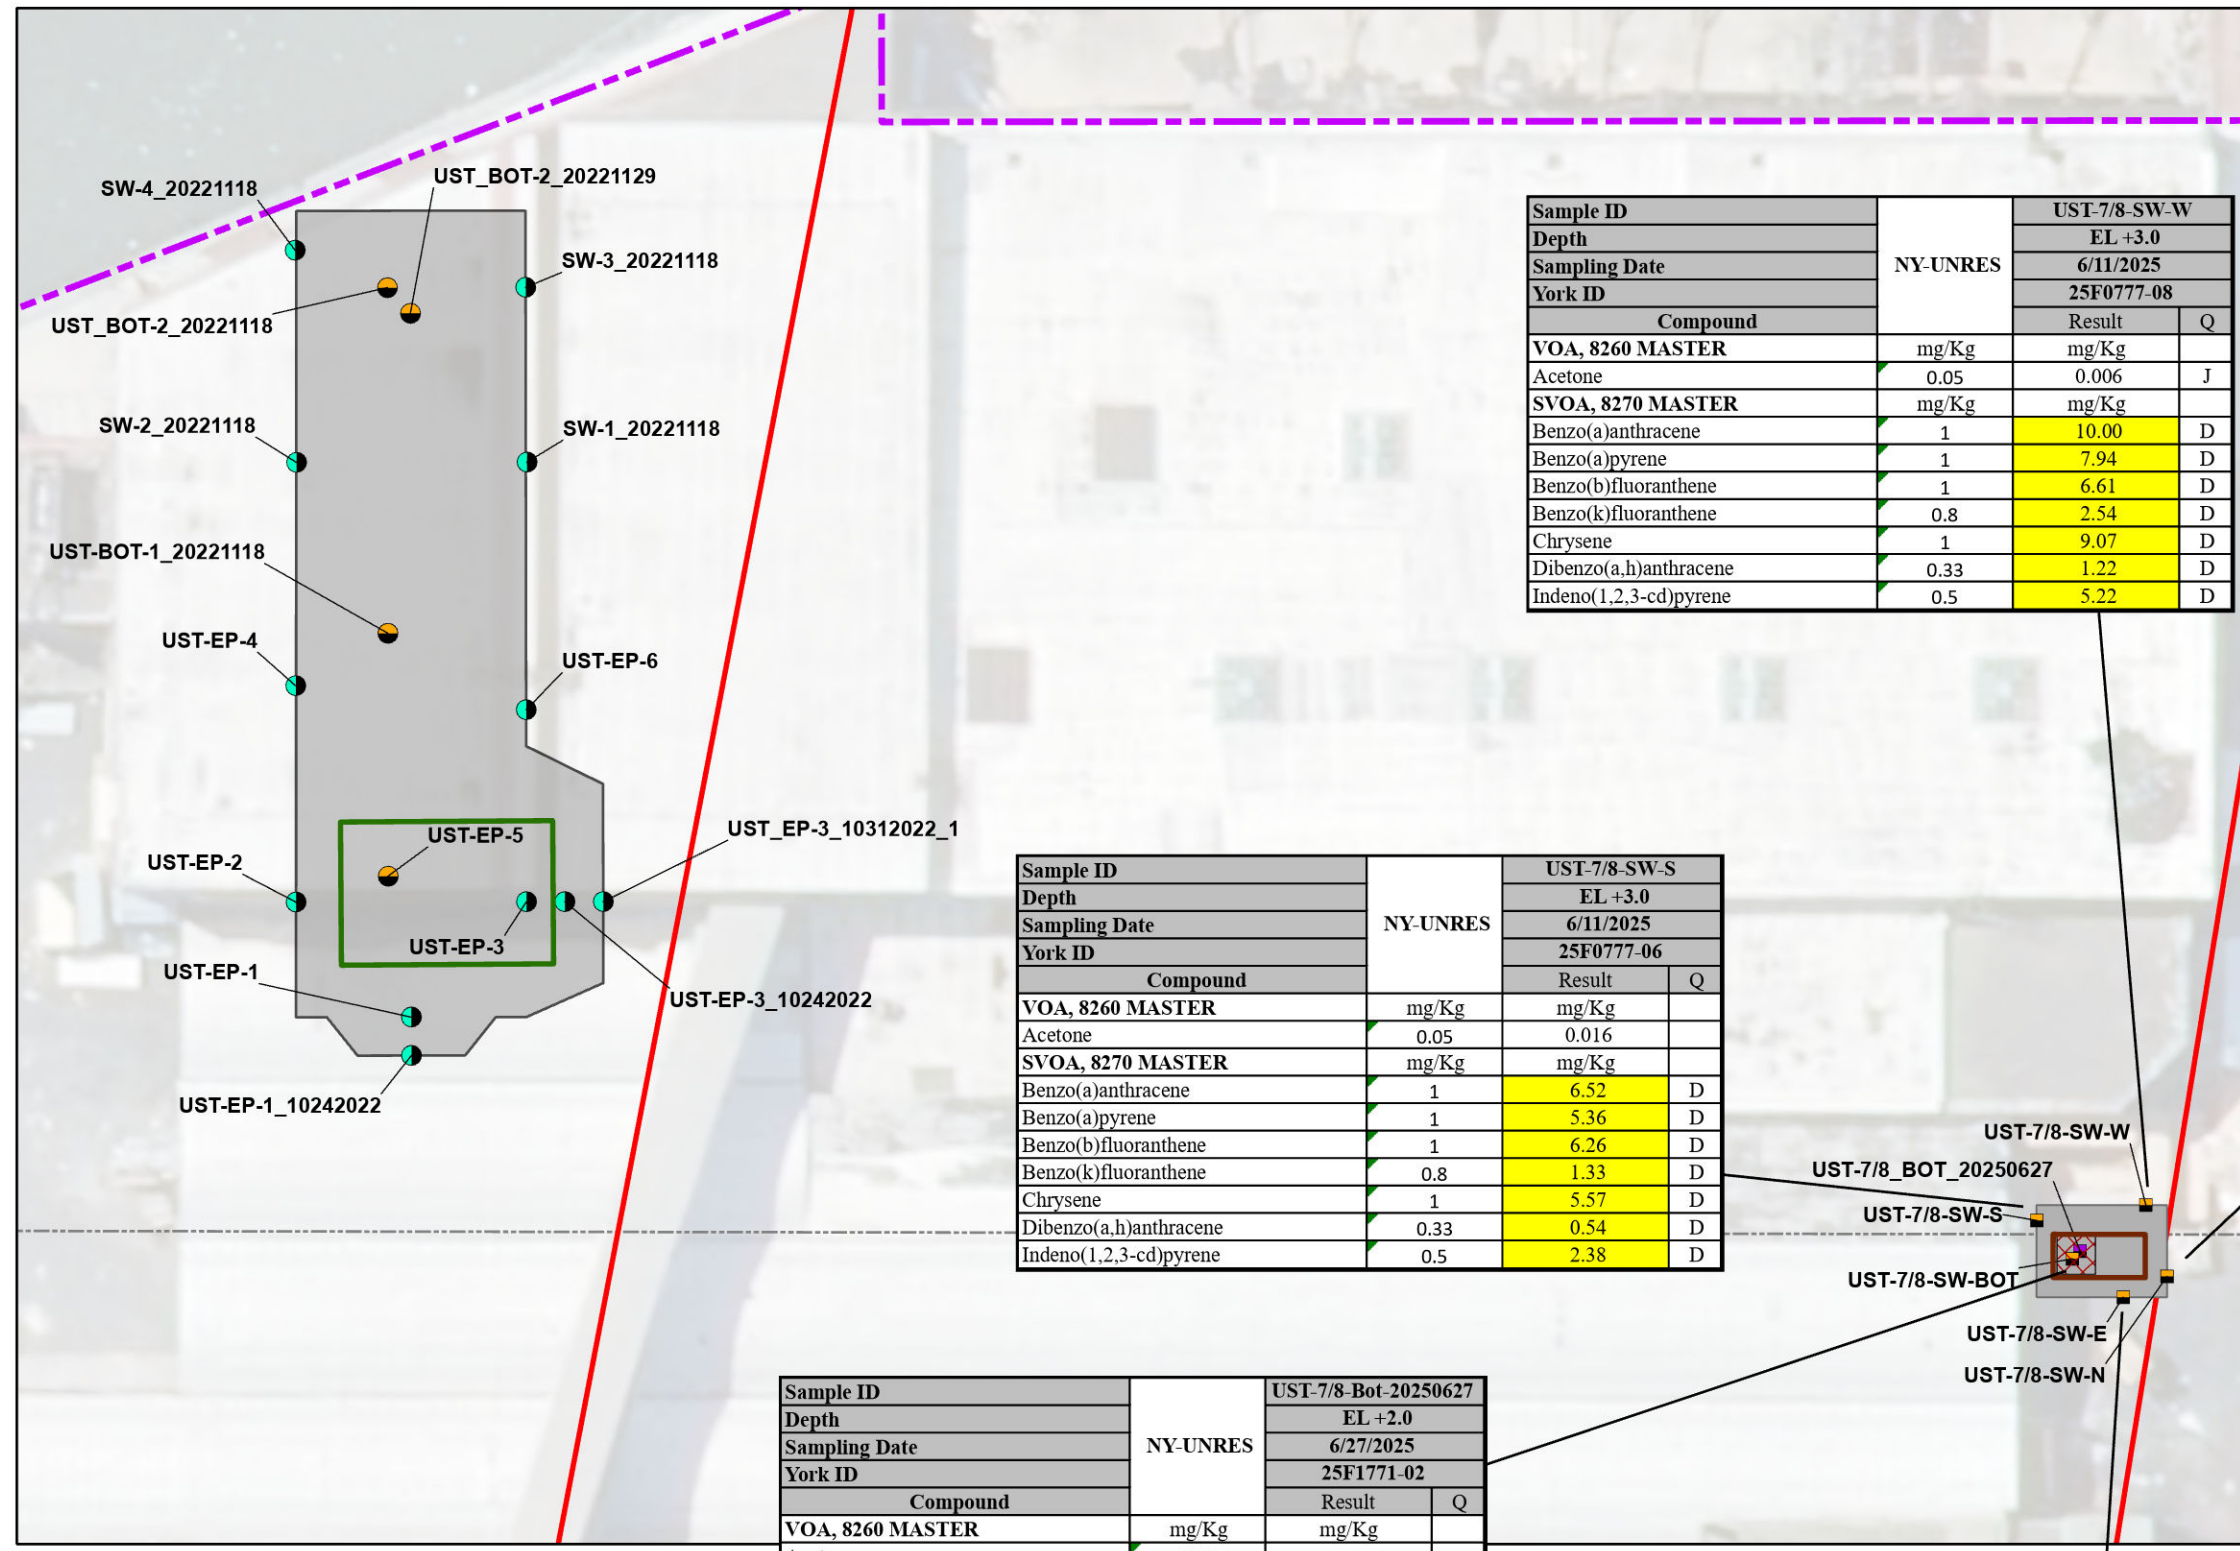 SW-4_20221118
UST_BOT-2_20221129
SW-3_20221118
UST_BOT-2_20221118
SW-2_20221118
SW-1_20221118
UST-BOT-1_20221118
UST-EP-4
UST-EP-6
UST-EP-5
UST_EP-3_10312022_1
UST-EP-2
UST-EP-3
UST-EP-1
UST-EP-3_10242022
UST-EP-1_10242022
Sample ID NY-UNRES UST-7/8-SW-W
Depth EL +3.0
Sampling Date 6/11/2025
York ID 25F0777-08
Compound Result Q
VOA, 8260 MASTER mg/Kg mg/Kg
Acetone 0.05 0.006 J
SVOA, 8270 MASTER mg/Kg mg/Kg
Benzo(a)anthracene 1 10.00 D
Benzo(a)pyrene 1 7.94 D
Benzo(b)fluoranthene 1 6.61 D
Benzo(k)fluoranthene 0.8 2.54 D
Chrysene 1 9.07 D
Dibenzo(a,h)anthracene 0.33 1.22 D
Indeno(1,2,3-cd)pyrene 0.5 5.22 D
Sample ID NY-UNRES UST-7/8-SW-S
Depth EL +3.0
Sampling Date 6/11/2025
York ID 25F0777-06
Compound Result Q
VOA, 8260 MASTER mg/Kg mg/Kg
Acetone 0.05 0.016
SVOA, 8270 MASTER mg/Kg mg/Kg
Benzo(a)anthracene 1 6.52 D
Benzo(a)pyrene 1 5.36 D
Benzo(b)fluoranthene 1 6.26 D
Benzo(k)fluoranthene 0.8 1.33 D
Chrysene 1 5.57 D
Dibenzo(a,h)anthracene 0.33 0.54 D
Indeno(1,2,3-cd)pyrene 0.5 2.38 D
UST-7/8-SW-W
UST-7/8_BOT_20250627
UST-7/8-SW-S
UST-7/8-SW-BOT
UST-7/8-SW-E
UST-7/8-SW-N
Sample ID NY-UNRES UST-7/8-Bot-20250627
Depth EL +2.0
Sampling Date 6/27/2025
York ID 25F1771-02
Compound Result Q
VOA, 8260 MASTER mg/Kg mg/Kg